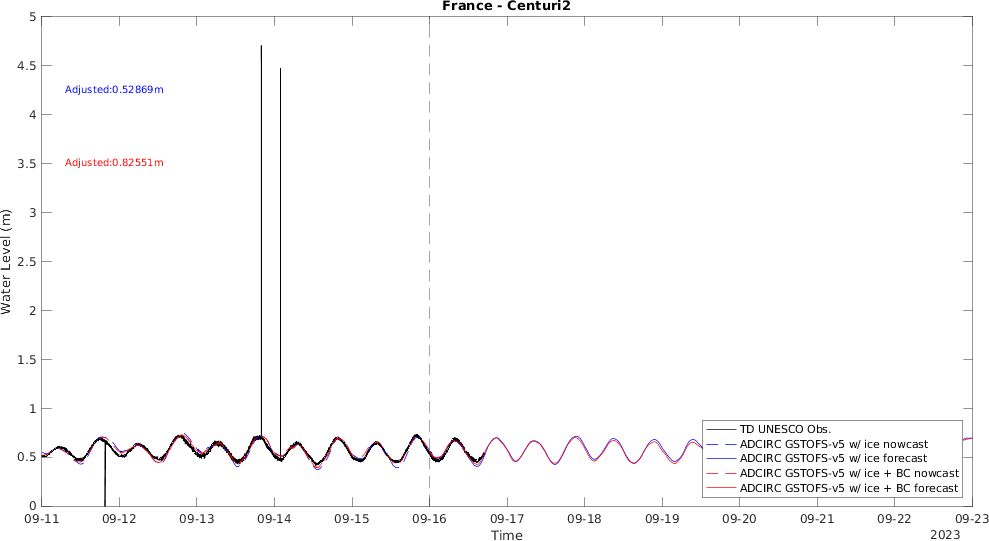 France - Centuri2
5
4.5
4
3.5
3
2.5
2
1.5
1
0.5
0
Water Level (m)
Adjusted:0.52869m
Adjusted:0.82551m
TD UNESCO Obs.
ADCIRC GSTOFS-v5 w/ ice nowcast
ADCIRC GSTOFS-v5 w/ ice forecast
ADCIRC GSTOFS-v5 w/ ice + BC nowcast
ADCIRC GSTOFS-v5 w/ ice + BC forecast
09-11 09-12 09-13 09-14 09-15 09-16 09-17 09-18 09-19 09-20 09-21 09-22 09-23
Time
2023